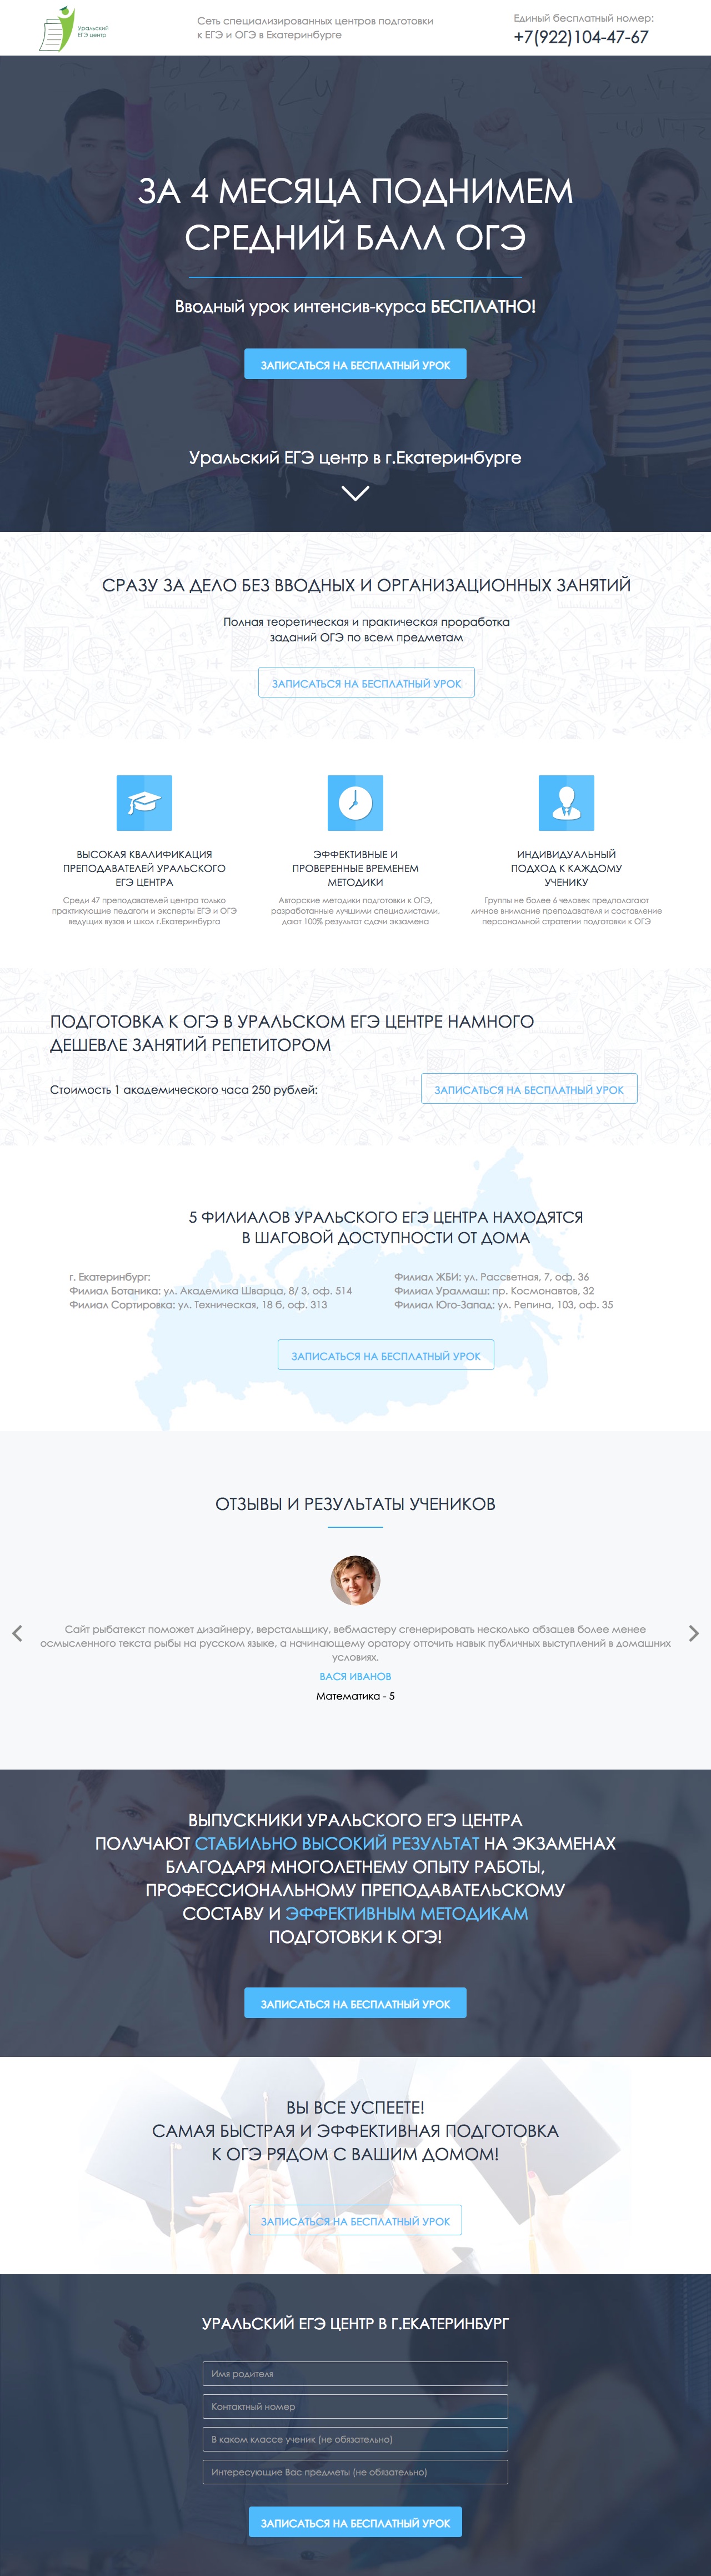 Уральский
ЕГЭ центр
Сеть специализированных центров подготовки
к ЕГЭ и ОГЭ в Екатеринбурге
Единый бесплатный номер:
+7(922)104-47-67
ЗА 4 МЕСЯЦА ПОДНИМЕМ
СРЕДНИЙ БАЛЛ ОГЭ
Вводный урок интенсив-курса БЕСПЛАТНО!
ЗАПИСАТЬСЯ НА БЕСПЛАТНЫЙ УРОК
Уральский ЕГЭ центр в г.Екатеринбурге
СРАЗУ ЗА ДЕЛО БЕЗ ВВОДНЫХ И ОРГАНИЗАЦИОННЫХ ЗАНЯТИЙ
Полная теоретическая и практическая проработка
заданий ОГЭ по всем предметам
ЗАПИСАТЬСЯ НА БЕСПЛАТНЫЙ УРОК
ВЫСОКАЯ КВАЛИФИКАЦИЯ
ПРЕПОДАВАТЕЛЕЙ УРАЛЬСКОГО
ЕГЭ ЦЕНТРА
Среди 47 преподавателей центра только
практикующие педагоги и эксперты ЕГЭ и ОГЭ
ведущих вузов и школ г.Екатеринбурга
ЭФФЕКТИВНЫЕ И
ПРОВЕРЕННЫЕ ВРЕМЕНЕМ
МЕТОДИКИ
Авторские методики подготовки к ОГЭ,
разработанные лучшими специалистами,
дают 100% результат сдачи экзамена
ИНДИВИДУАЛЬНЫЙ
ПОДХОД К КАЖДОМУ
УЧЕНИКУ
Группы не более 6 человек предполагают
личное внимание преподавателя и составление
персональной стратегии подготовки к ОГЭ
ПОДГОТОВКА К ОГЭ В УРАЛЬСКОМ ЕГЭ ЦЕНТРЕ НАМНОГО
ДЕШЕВЛЕ ЗАНЯТИЙ РЕПЕТИТОРОМ
Стоимость 1 академического часа 250 рублей:
ЗАПИСАТЬСЯ НА БЕСПЛАТНЫЙ УРОК
5 ФИЛИАЛОВ УРАЛЬСКОГО ЕГЭ ЦЕНТРА НАХОДЯТСЯ
В ШАГОВОЙ ДОСТУПНОСТИ ОТ ДОМА
г. Екатеринбург:
Филиал Ботаника: ул. Академика Шварца, 8/ 3, оф. 514
Филиал Сортировка: ул. Техническая, 18 б, оф. 313
Филиал ЖБИ: ул. Рассветная, 7, оф. 36
Филиал Уралмаш: пр. Космонавтов, 32
Филиал Юго-Запад: ул. Репина, 103, оф. 35
ЗАПИСАТЬСЯ НА БЕСПЛАТНЫЙ УРОК
ОТЗЫВЫ И РЕЗУЛЬТАТЫ УЧЕНИКОВ
Сайт рыбатекст поможет дизайнеру, верстальщику, вебмастеру сгенерировать несколько абзацев более менее
осмысленного текста рыбы на русском языке, а начинающему оратору отточить навык публичных выступлений в домашних
условиях.
ВАСЯ ИВАНОВ
Математика - 5
ВЫПУСКНИКИ УРАЛЬСКОГО ЕГЭ ЦЕНТРА
ПОЛУЧАЮТ СТАБИЛЬНО ВЫСОКИЙ РЕЗУЛЬТАТ НА ЭКЗАМЕНАХ
БЛАГОДАРЯ МНОГОЛЕТНЕМУ ОПЫТУ РАБОТЫ,
ПРОФЕССИОНАЛЬНОМУ ПРЕПОДАВАТЕЛЬСКОМУ
СОСТАВУ И ЭФФЕКТИВНЫМ МЕТОДИКАМ
ПОДГОТОВКИ К ОГЭ!
ЗАПИСАТЬСЯ НА БЕСПЛАТНЫЙ УРОК
ВЫ ВСЕ УСПЕЕТЕ!
САМАЯ БЫСТРАЯ И ЭФФЕКТИВНАЯ ПОДГОТОВКА
К ОГЭ РЯДОМ С ВАШИМ ДОМОМ!
ЗАПИСАТЬСЯ НА БЕСПЛАТНЫЙ УРОК
УРАЛЬСКИЙ ЕГЭ ЦЕНТР В Г.ЕКАТЕРИНБУРГ
Имя родителя
Контактный номер
В каком классе ученик (не обязательно)
Интересующие Вас предметы (не обязательно)
ЗАПИСАТЬСЯ НА БЕСПЛАТНЫЙ УРОК